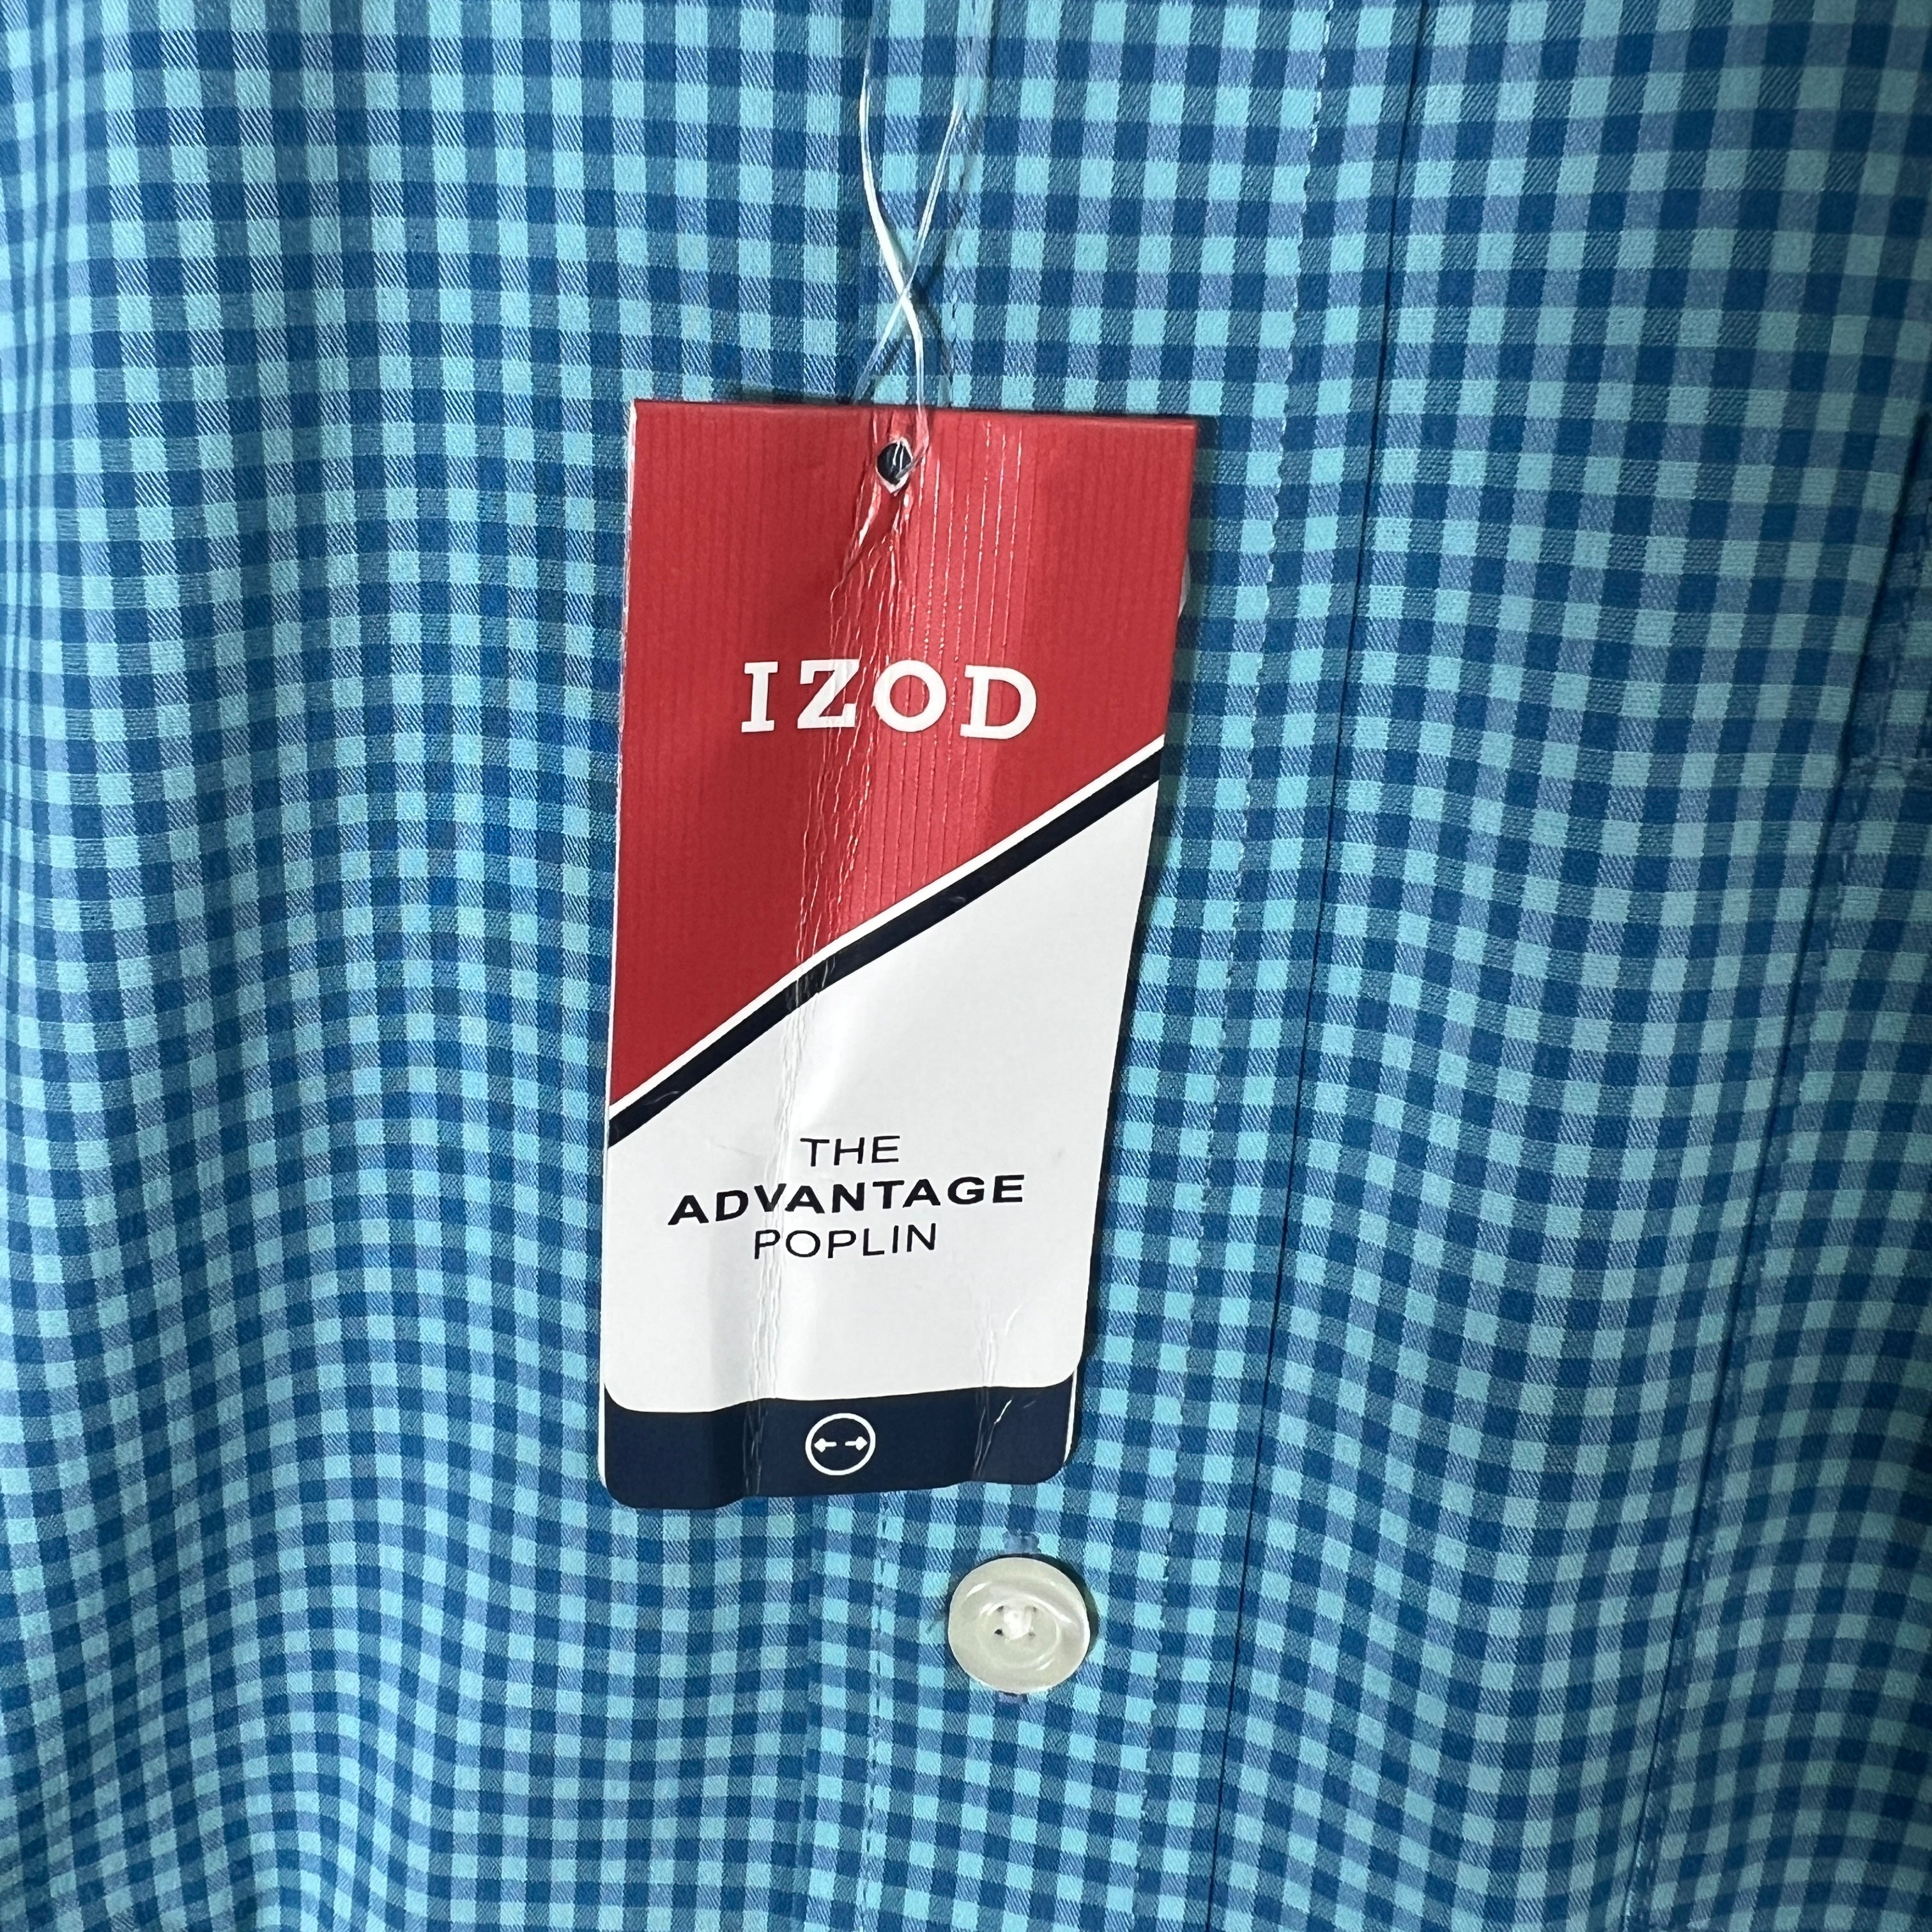 IZOD
THE
ADVANTAGE
POPLIN